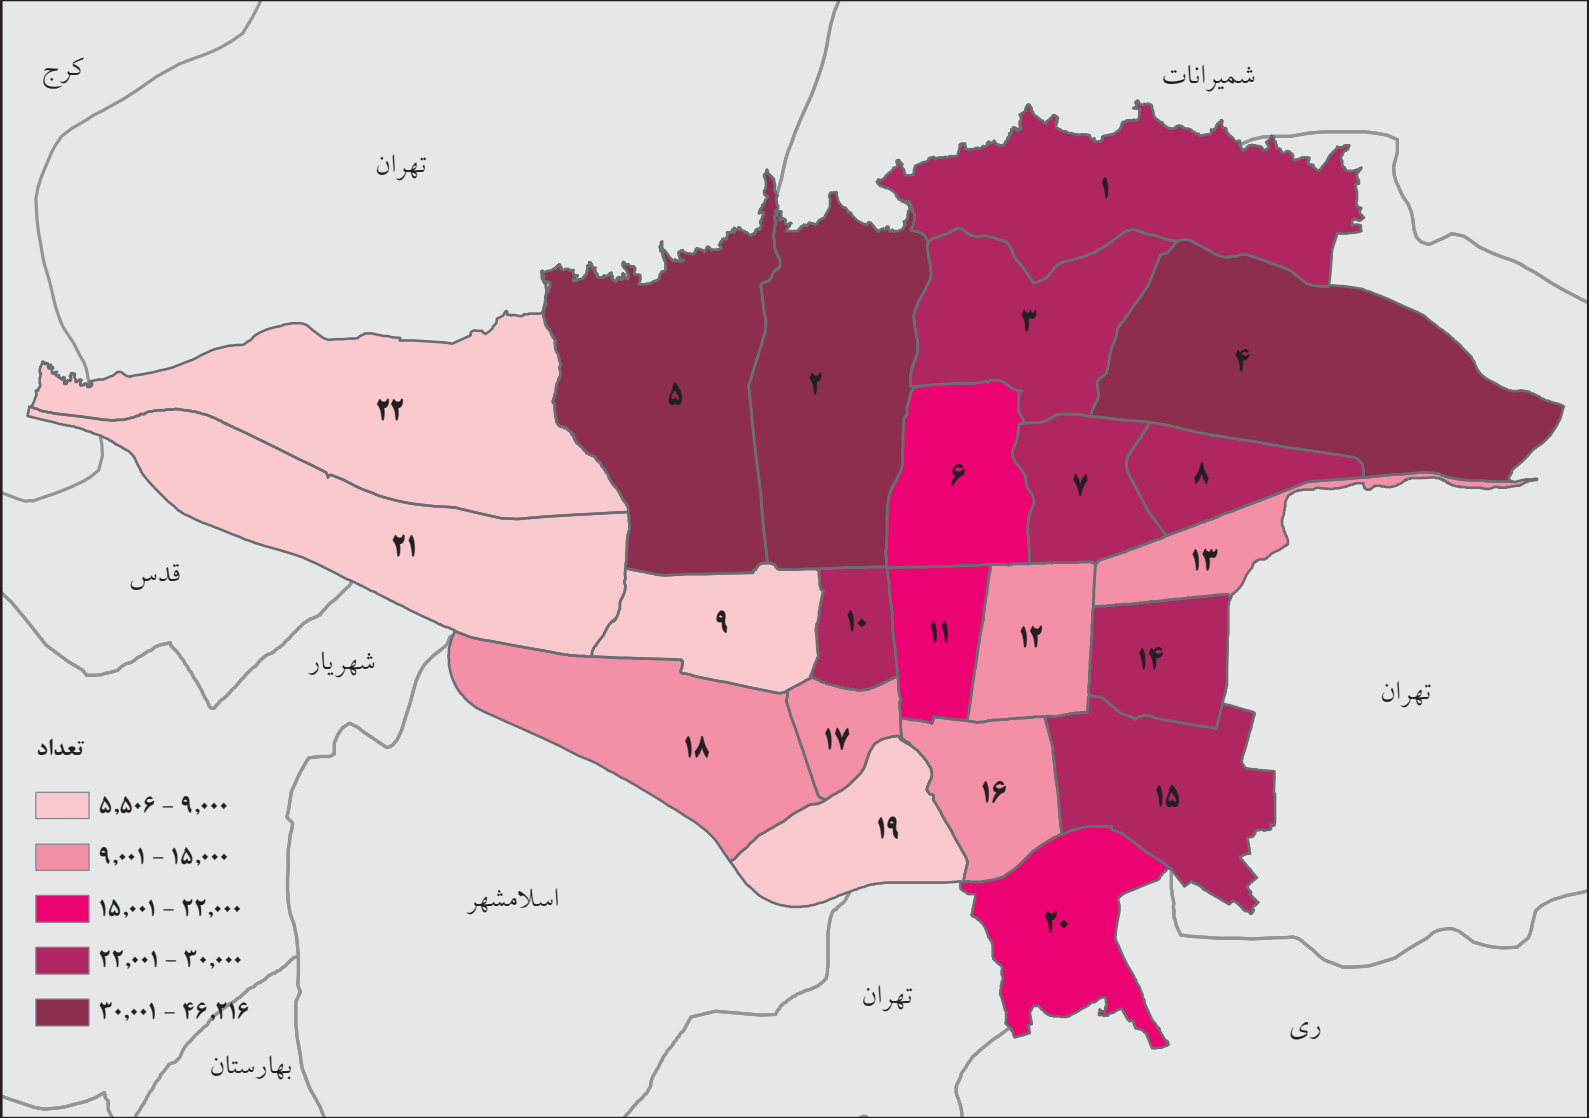 کرج
شمیرانات
تهران
۱
۳
۴
۵
۲
۲۲
۶
۷
۸
۲۱
۱۳
قدس
۹
۱۰
۱۱
۱۲
۱۴
شهریار
تهران
۱۸
۱۷
۱۶
۱۵
۱۹
اسلامشهر
۲۰
تهران
ری
بهارستان
تعداد
۵,۵۰۶ – ۹,۰۰۰
۹,۰۰۱ – ۱۵,۰۰۰
۱۵,۰۰۱ – ۲۲,۰۰۰
۲۲,۰۰۱ – ۳۰,۰۰۰
۳۰,۰۰۱ – ۴۶,۲۱۶